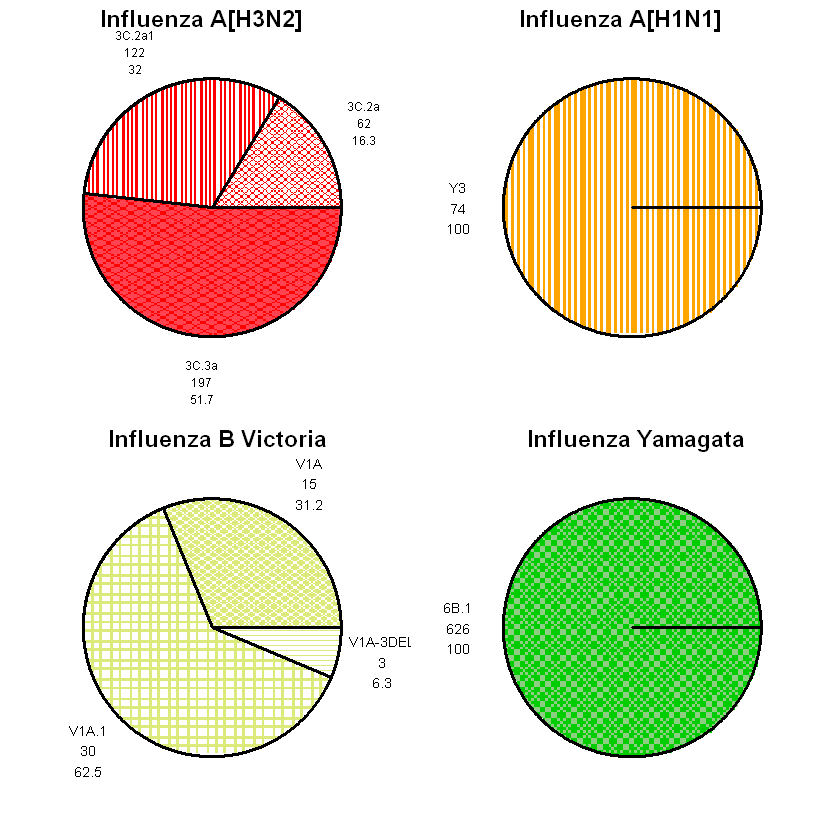 Influenza A[H3N2]
3C.2a1
122
32
3C.2a
62
16.3
3C.3a
197
51.7
Influenza A[H1N1]
Y3
74
100
Influenza B Victoria
V1A
15
31.2
V1A-3DEL
3
6.3
V1A.1
30
62.5
Influenza Yamagata
6B.1
626
100